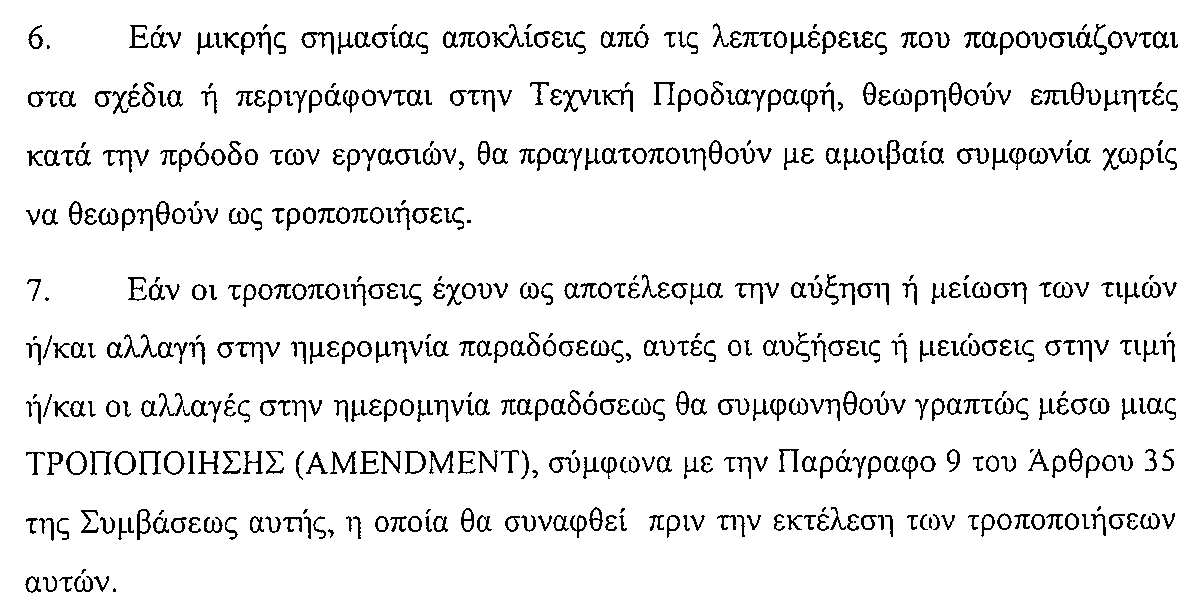 6. Εάν μικρής σημασίας αποκλίσεις από τις λεπτομέρειες που παρουσιάζονται
στα σχέδια ή περιγράφονται στην Τεχνική Προδιαγραφή, θεωρηθούν επιθυμητές
κατά την πρόοδο των εργασιών, θα πραγματοποιηθούν με αμοιβαία συμφωνία χωρίς
να θεωρηθούν ως τροποποιήσεις.
7. Εάν οι τροποποιήσεις έχουν ως αποτέλεσμα την αύξηση ή μείωση των τιμών
ή/και αλλαγή στην ημερομηνία παραδόσεως, αυτές οι αυξήσεις ή μειώσεις στην τιμή
ή/και οι αλλαγές στην ημερομηνία παραδόσεως θα συμφωνηθούν γραπτώς μέσω μιας
ΤΡΟΠΟΠΟΙΗΣΗΣ (AMENDMENT), σύμφωνα με την Παράγραφο 9 του Άρθρου 35
της Συμβάσεως αυτής, η οποία θα συναφθεί πριν την εκτέλεση των τροποποιήσεων
αυτών.